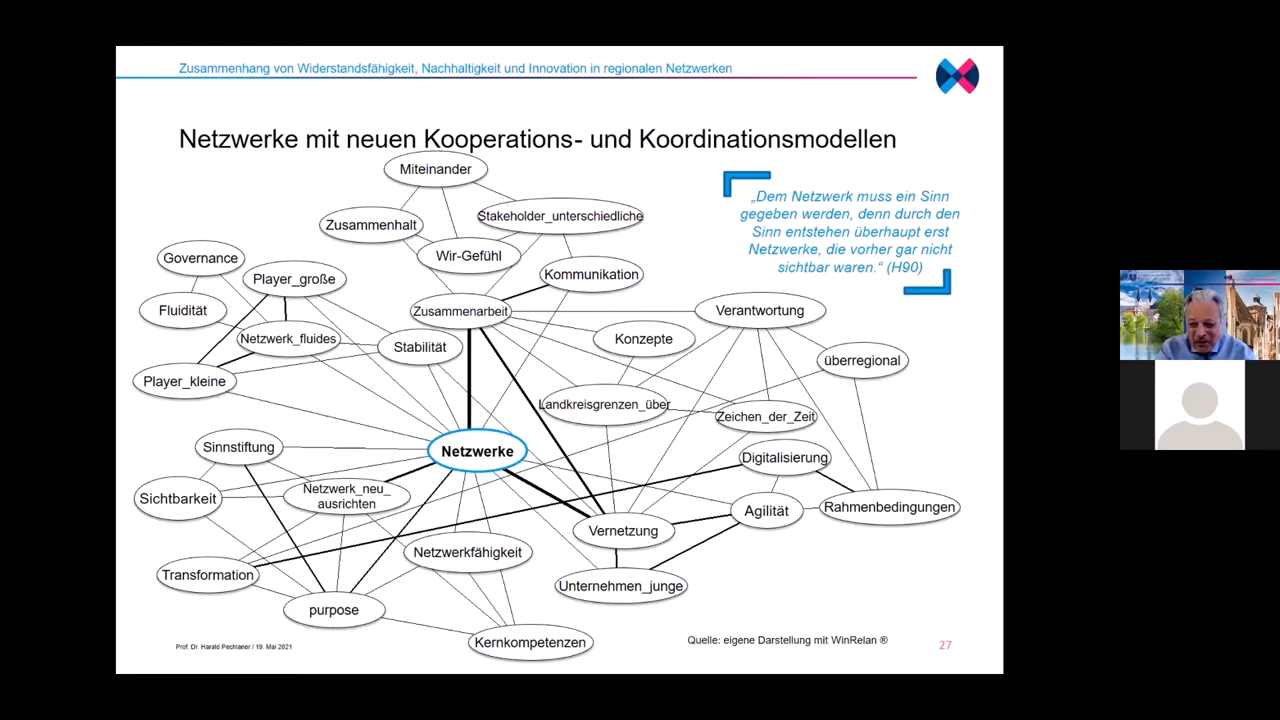 Zusammenhang von Widerstandsfähigkeit, Nachhaltigkeit und Innovation in regionalen Netzwerken
Netzwerke mit neuen Kooperations- und Koordinationsmodellen
Miteinander
„Dem Netzwerk muss ein Sinn
gegeben werden, denn durch den
Sinn entstehen überhaupt erst
Netzwerke, die vorher gar nicht
sichtbar waren.“ (H90)
Stakeholder_unterschiedliche
Zusammenhalt
Wir-Gefühl
Governance
Kommunikation
Player_große
Fluidität
Zusammenarbeit
Verantwortung
Netzwerk_fluides
Stabilität
Konzepte
überregional
Player_kleine
Landkreisgrenzen_über
Zeichen_der_Zeit
Sinnstiftung
Netzwerke
Digitalisierung
Sichtbarkeit
Netzwerk_neu_
ausrichten
Agilität
Rahmenbedingungen
Vernetzung
Netzwerkfähigkeit
Transformation
Unternehmen_junge
purpose
Kernkompetenzen
Quelle: eigene Darstellung mit WinRelan ®
Prof. Dr. Harald Pechlaner / 19. Mai 2021
27